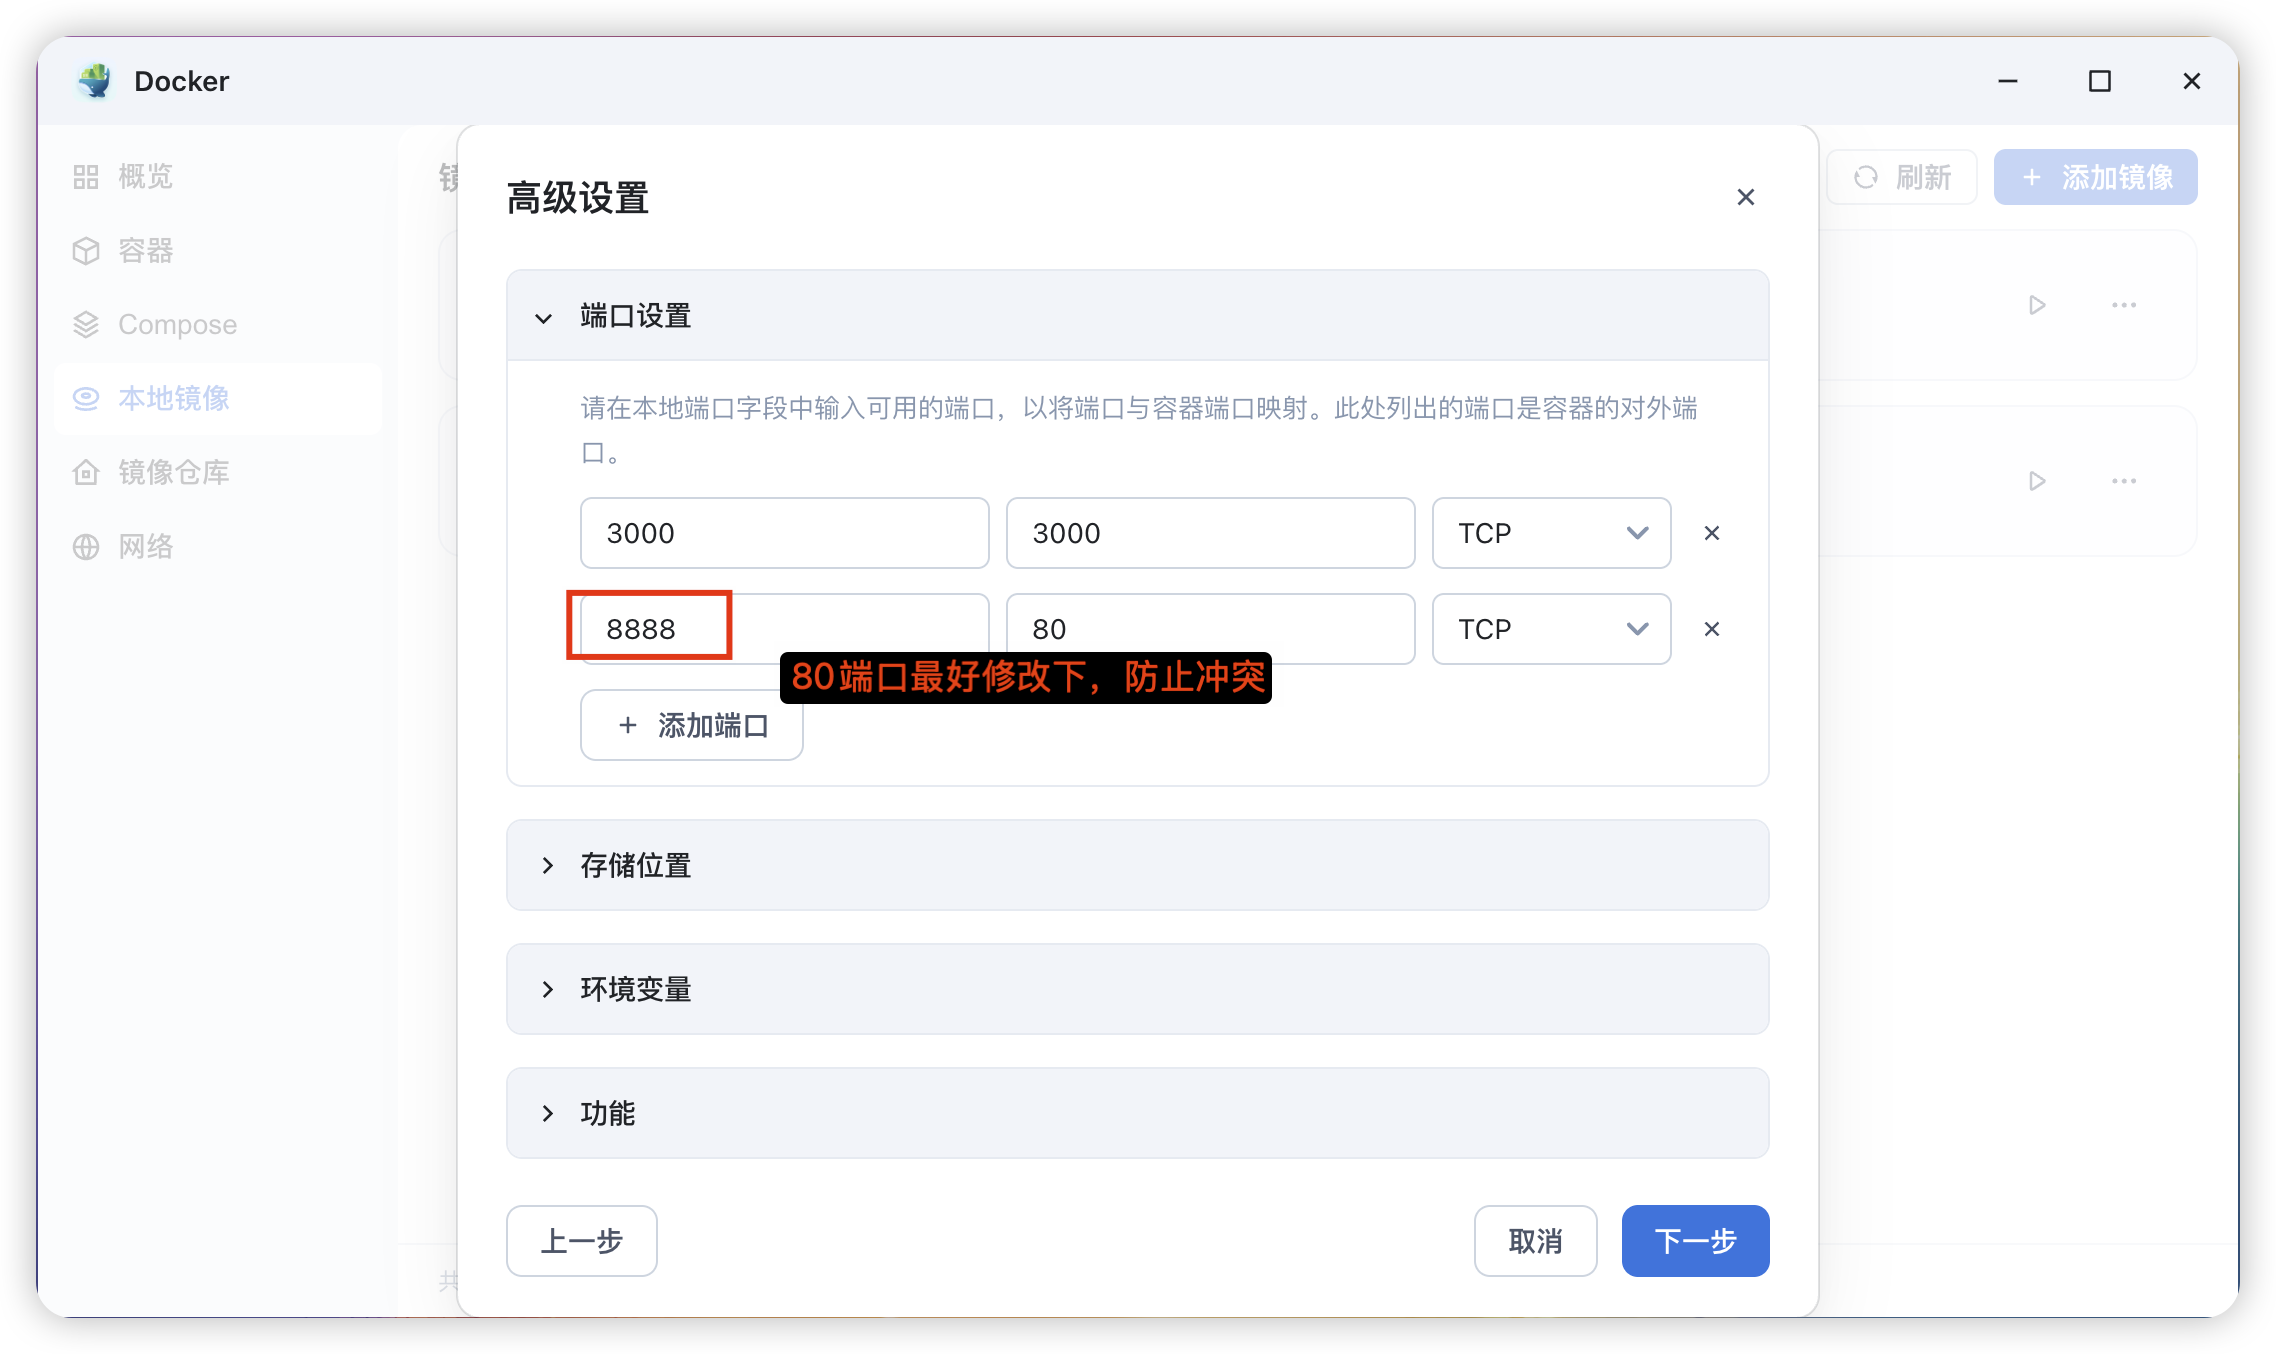 Docker
概览
容器
Compose
本地镜像
镜像仓库
网络
镜
刷新
添加镜像
高级设置
端口设置
请在本地端口字段中输入可用的端口，以将端口与容器端口映射。此处列出的端口是容器的对外端
口。
3000 3000 TCP
8888 80 TCP
80端口最好修改下，防止冲突
添加端口
存储位置
环境变量
功能
上一步 取消 下一步
共